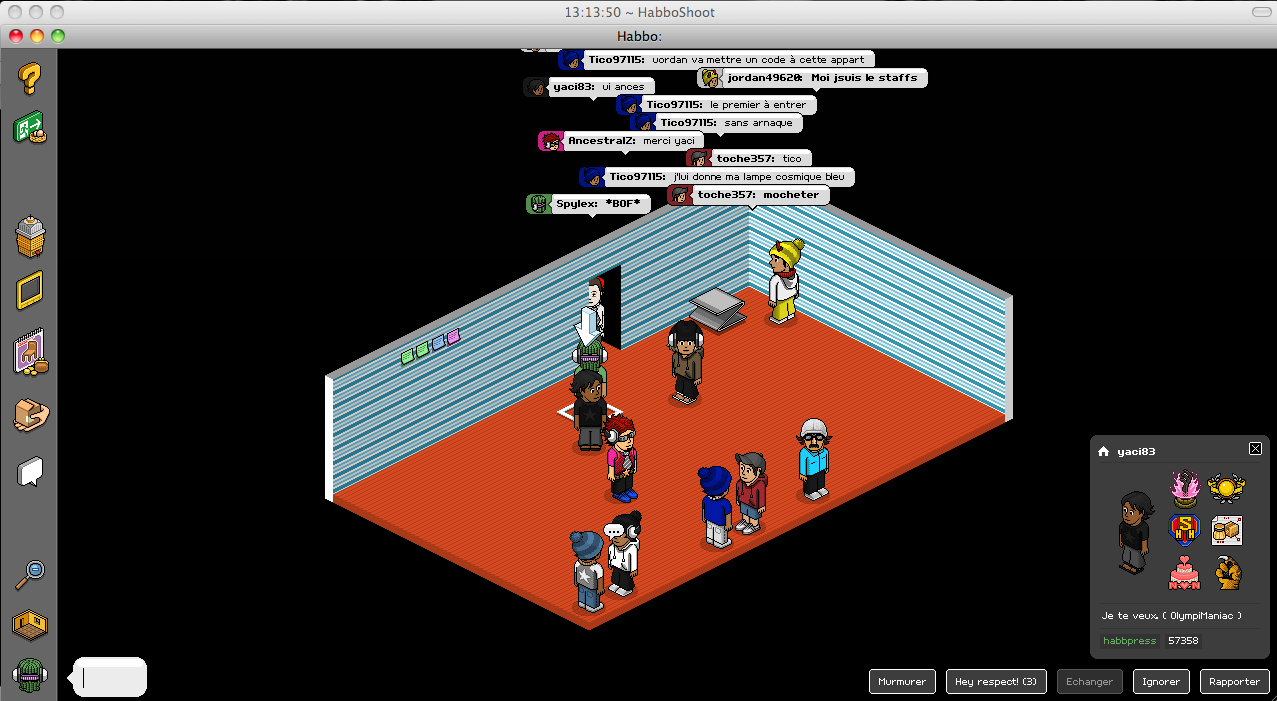 13:13:50 ~ HabboShoot
Habbo:
Tico97115: uordan va mettre un code à cette appart
jordan49620: Moi jsuis le staffs
yaci83: ui ances
Tico97115: le premier à entrer
Tico97115: sans arnaque
AncestralZ: merci yaci
toche357: tico
Tico97115: j'lui donne ma lampe cosmique bleu
toche357: mocheter
Spylex: *BOF*
yaci83
Je te veux. ( OlympiManiac )
habbpress 57358
Murmurer
Hey respect! (3)
Echanger
Ignorer
Rapporter